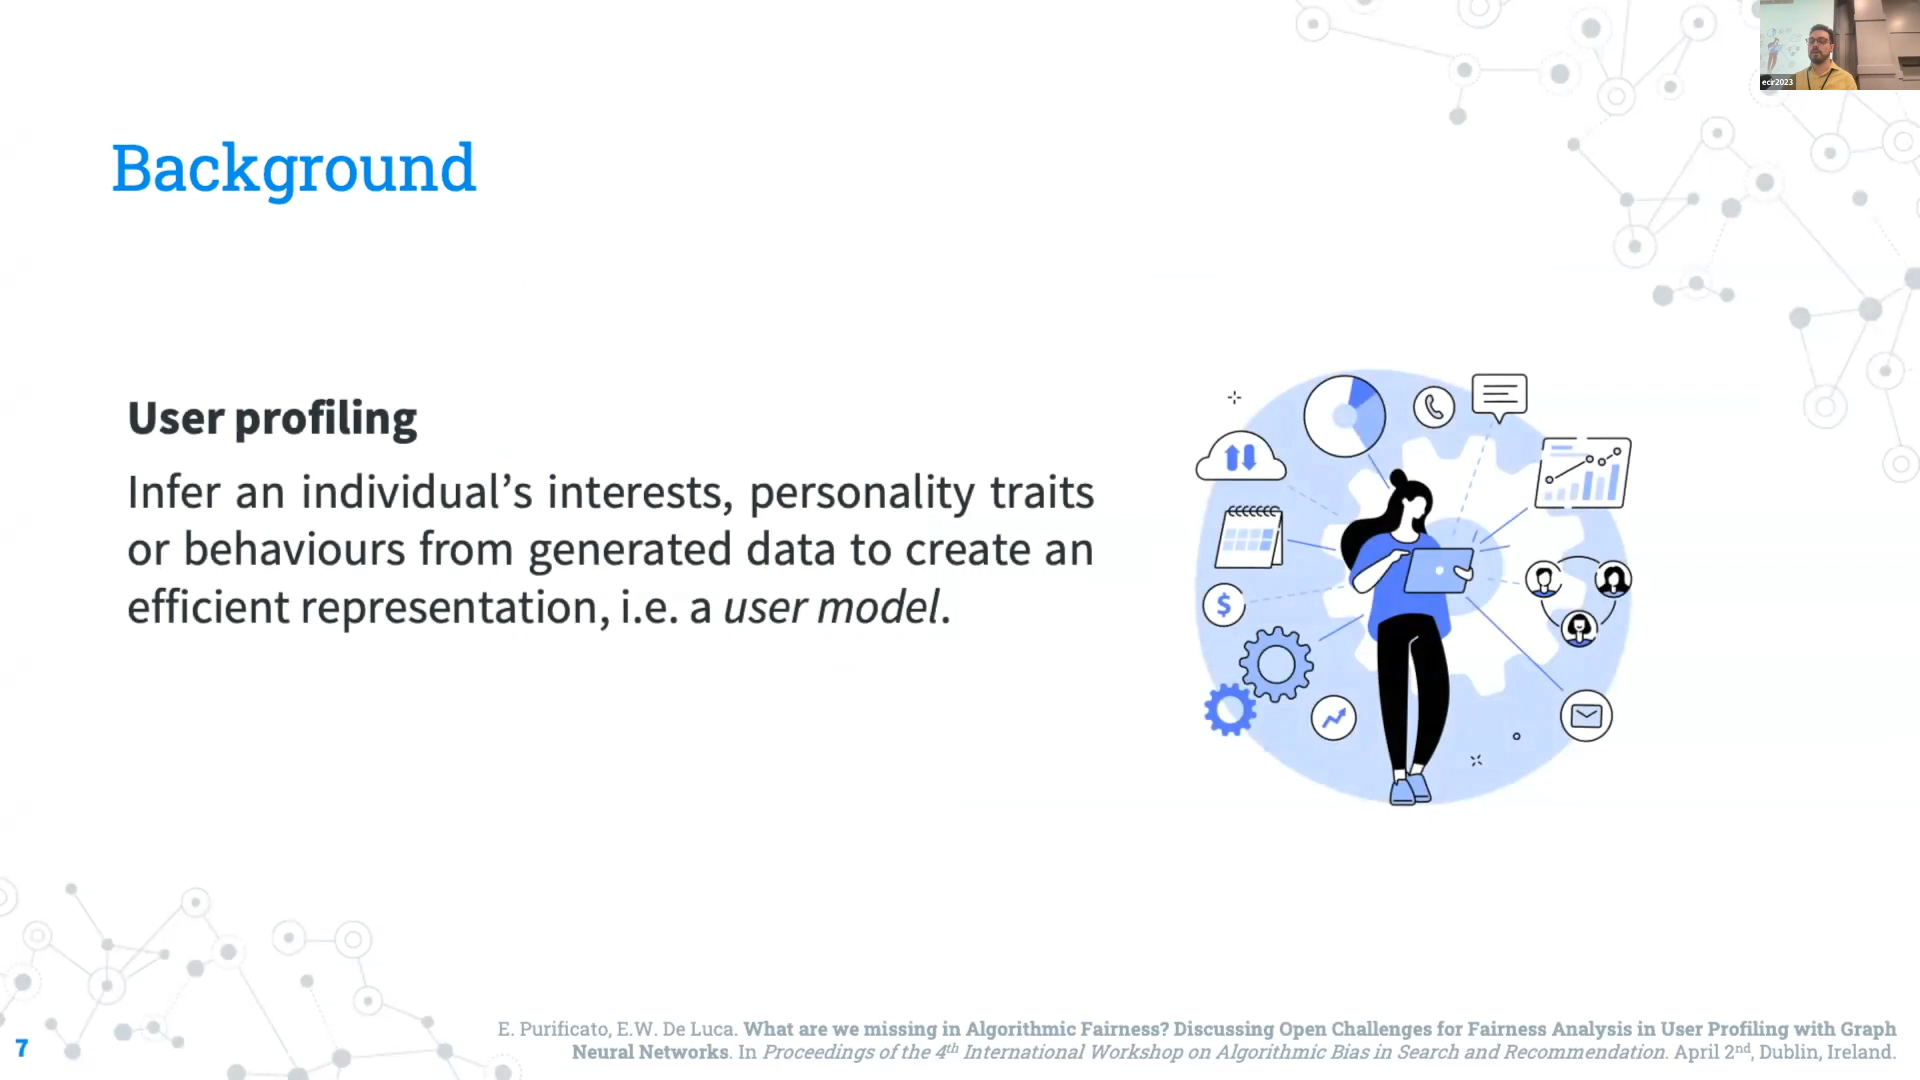 ecir2023
Background
User profiling
Infer an individual’s interests, personality traits
or behaviours from generated data to create an
efficient representation, i.e. a user model.
$
7
E. Purificato, E.W. De Luca. What are we missing in Algorithmic Fairness? Discussing Open Challenges for Fairness Analysis in User Profiling with Graph
Neural Networks. In Proceedings of the 4th International Workshop on Algorithmic Bias in Search and Recommendation. April 2nd, Dublin, Ireland.